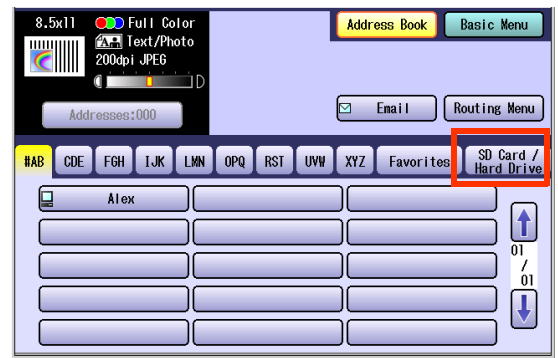 8.5x11 Full Color
Text/Photo
200dpi JPEG
D
Addresses:000
Address Book
Basic Menu
Email
Routing Menu
#AB CDE FGH IJK LMN OPQ RST UVW XYZ Favorites SD Card /
Hard Drive
Alex
01
/
01